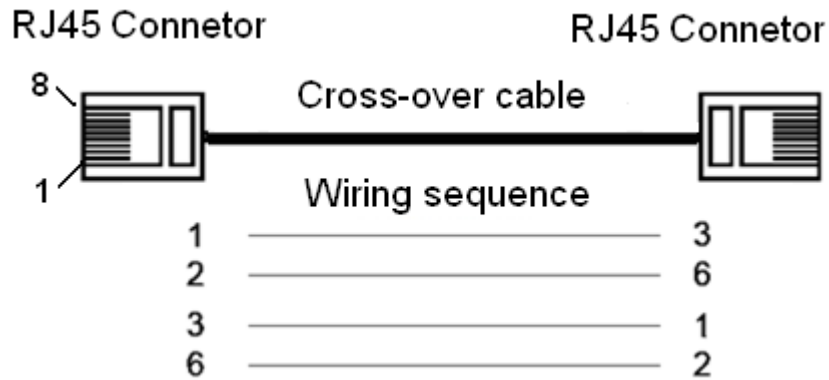 RJ45 Connetor RJ45 Connetor
8
Cross-over cable
1
Wiring sequence
1 3
2 6
3 1
6 2